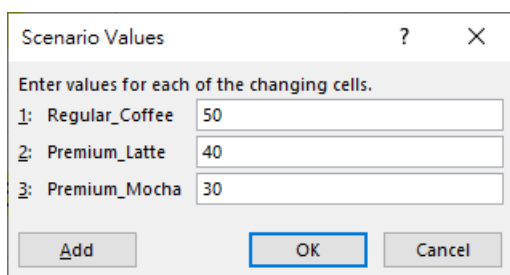 Scenario Values ? ×
Enter values for each of the changing cells.
1: Regular_Coffee 50
2: Premium_Latte 40
3: Premium_Mocha 30
Add OK Cancel